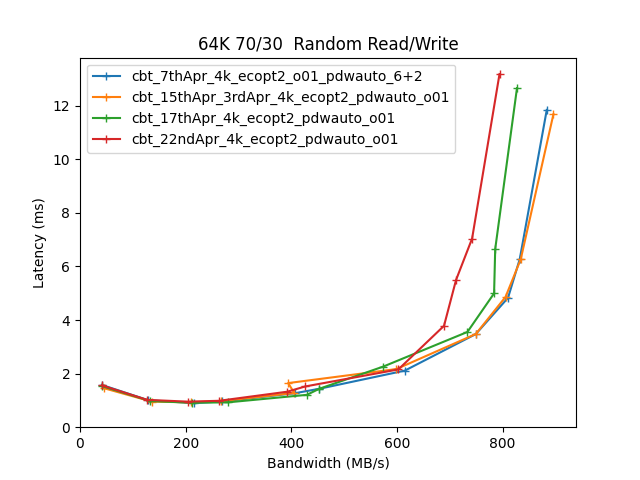 64K 70/30  Random Read/Write
cbt_7thApr_4k_ecopt2_o01_pdwauto_6+2
cbt_15thApr_3rdApr_4k_ecopt2_pdwauto_o01
cbt_17thApr_4k_ecopt2_pdwauto_o01
cbt_22ndApr_4k_ecopt2_pdwauto_o01
12
10
8
6
4
2
0
Latency (ms)
0 200 400 600 800
Bandwidth (MB/s)